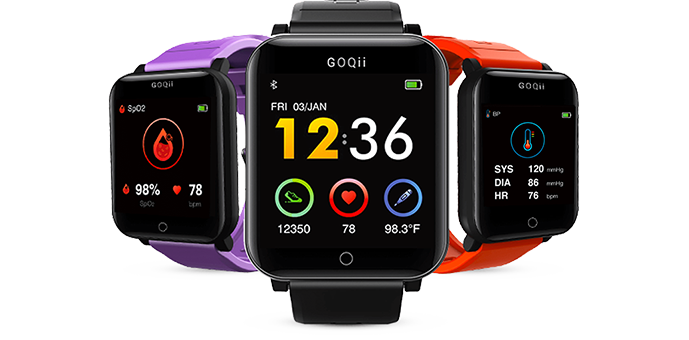 GOQii
SpO2
98%
78
SpO2
bpm
GOQii
FRI 03/JAN
12:36
12350
78
98.3°F
GOQii
BP
SYS 120 mmHg
DIA 86 mmHg
HR 76 bpm